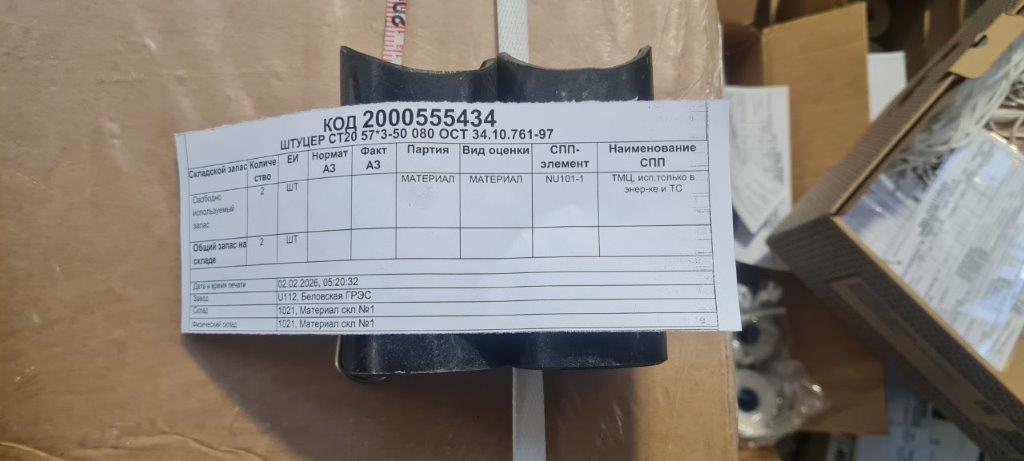 20
КОД 2000555434
ШТУЦЕР СТ20 57*3-50 080 ОСТ 34.10.761-97
Складской запас Количество ЕИ Нормат АЗ Факт АЗ Партия Вид оценки СПП-элемент Наименование СПП
Свободно используемый запас 2 ШТ МАТЕРИАЛ МАТЕРИАЛ NU101-1 ТМЦ, исп.только в энер-ке и ТС
Общий запас на складе 2 ШТ
Дата и время печати 02.02.2026, 05:20:32
Завод U112, Беловская ГРЭС
Склад 1021, Материал скл №1
Физический склад 1021, Материал скл №1